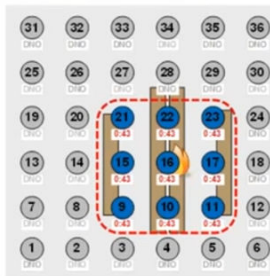 31 32 33 34 35 36
DNO DNO DNO DNO DNO DNO
25 26 27 28 29 30
DNO DNO DNO DNO DNO DNO
19 20 21 22 23 24
DNO DNO 0:43 0:43 0:43 DNO
13 14 15 16 17 18
DNO DNO 0:43 0:43 0:43 DNO
7 8 9 10 11 12
DNO DNO 0:43 0:43 0:43 DNO
1 2 3 4 5 6
DNO DNO DNO DNO DNO DNO